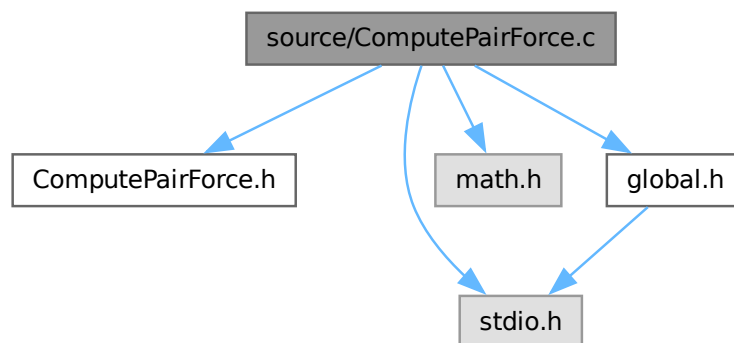 source/ComputePairForce.c
ComputePairForce.h
math.h
global.h
stdio.h